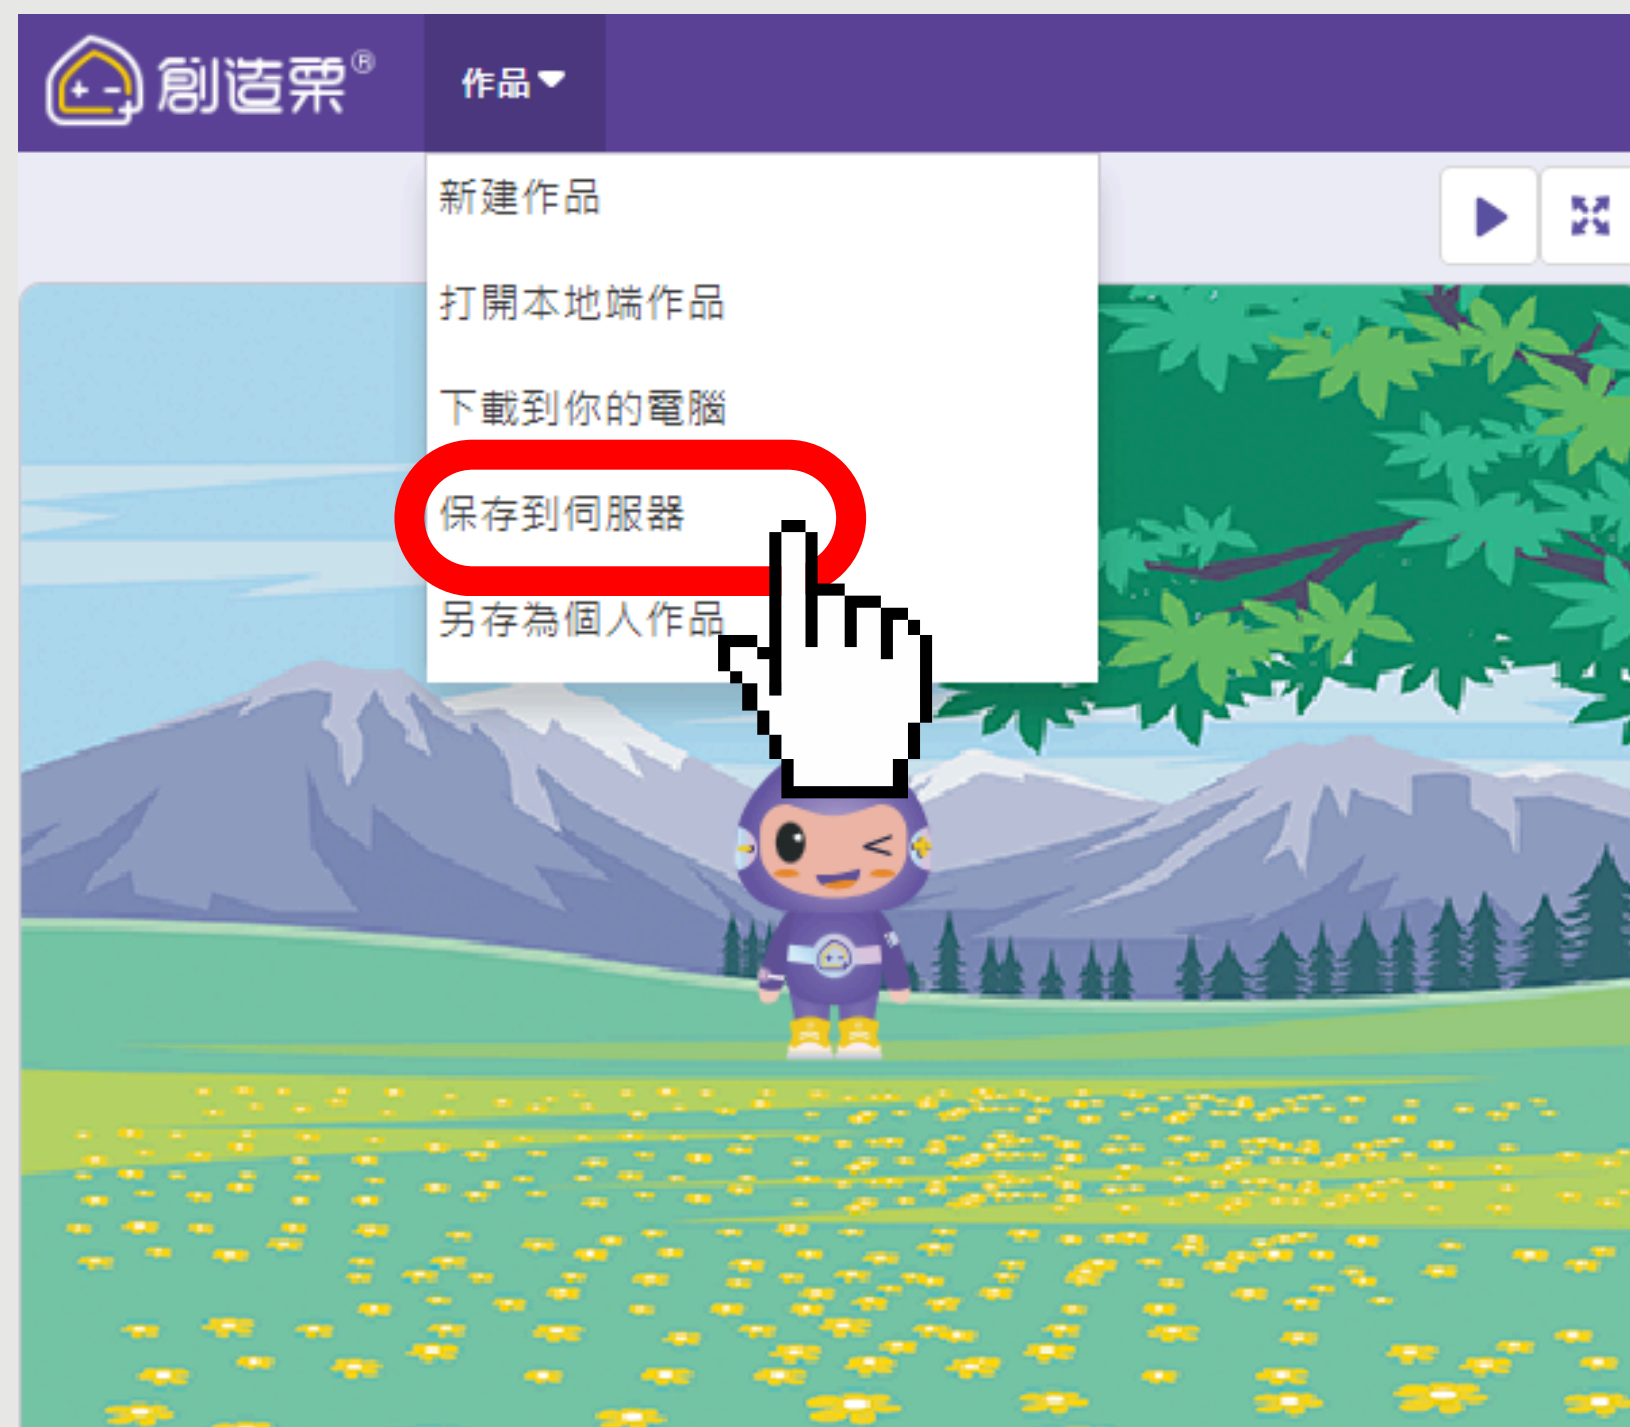 創造栗®
作品
新建作品
打開本地端作品
下載到你的電腦
保存到伺服器
另存為個人作品